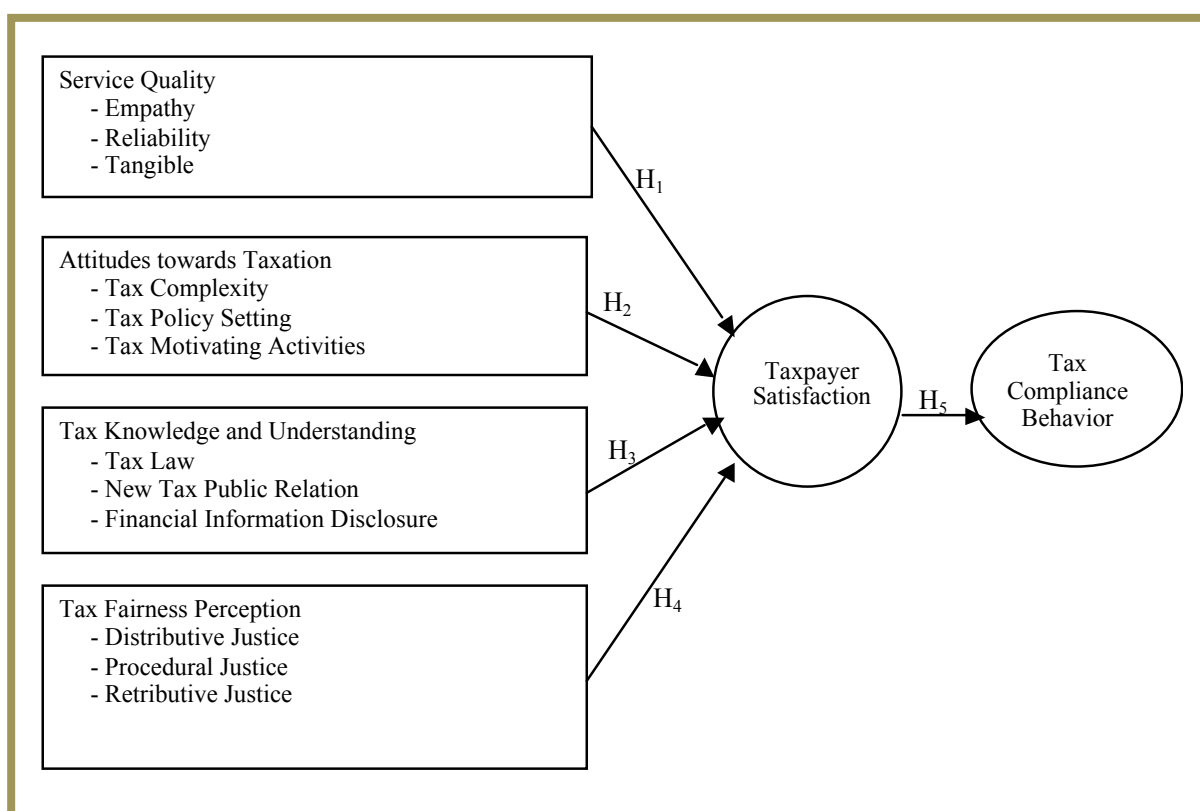 Service Quality
- Empathy
- Reliability
- Tangible
H1
Attitudes towards Taxation
- Tax Complexity
- Tax Policy Setting
- Tax Motivating Activities
H2
Tax Knowledge and Understanding
- Tax Law
- New Tax Public Relation
- Financial Information Disclosure
H3
Tax Fairness Perception
- Distributive Justice
- Procedural Justice
- Retributive Justice
H4
Taxpayer
Satisfaction
H5
Tax
Compliance
Behavior